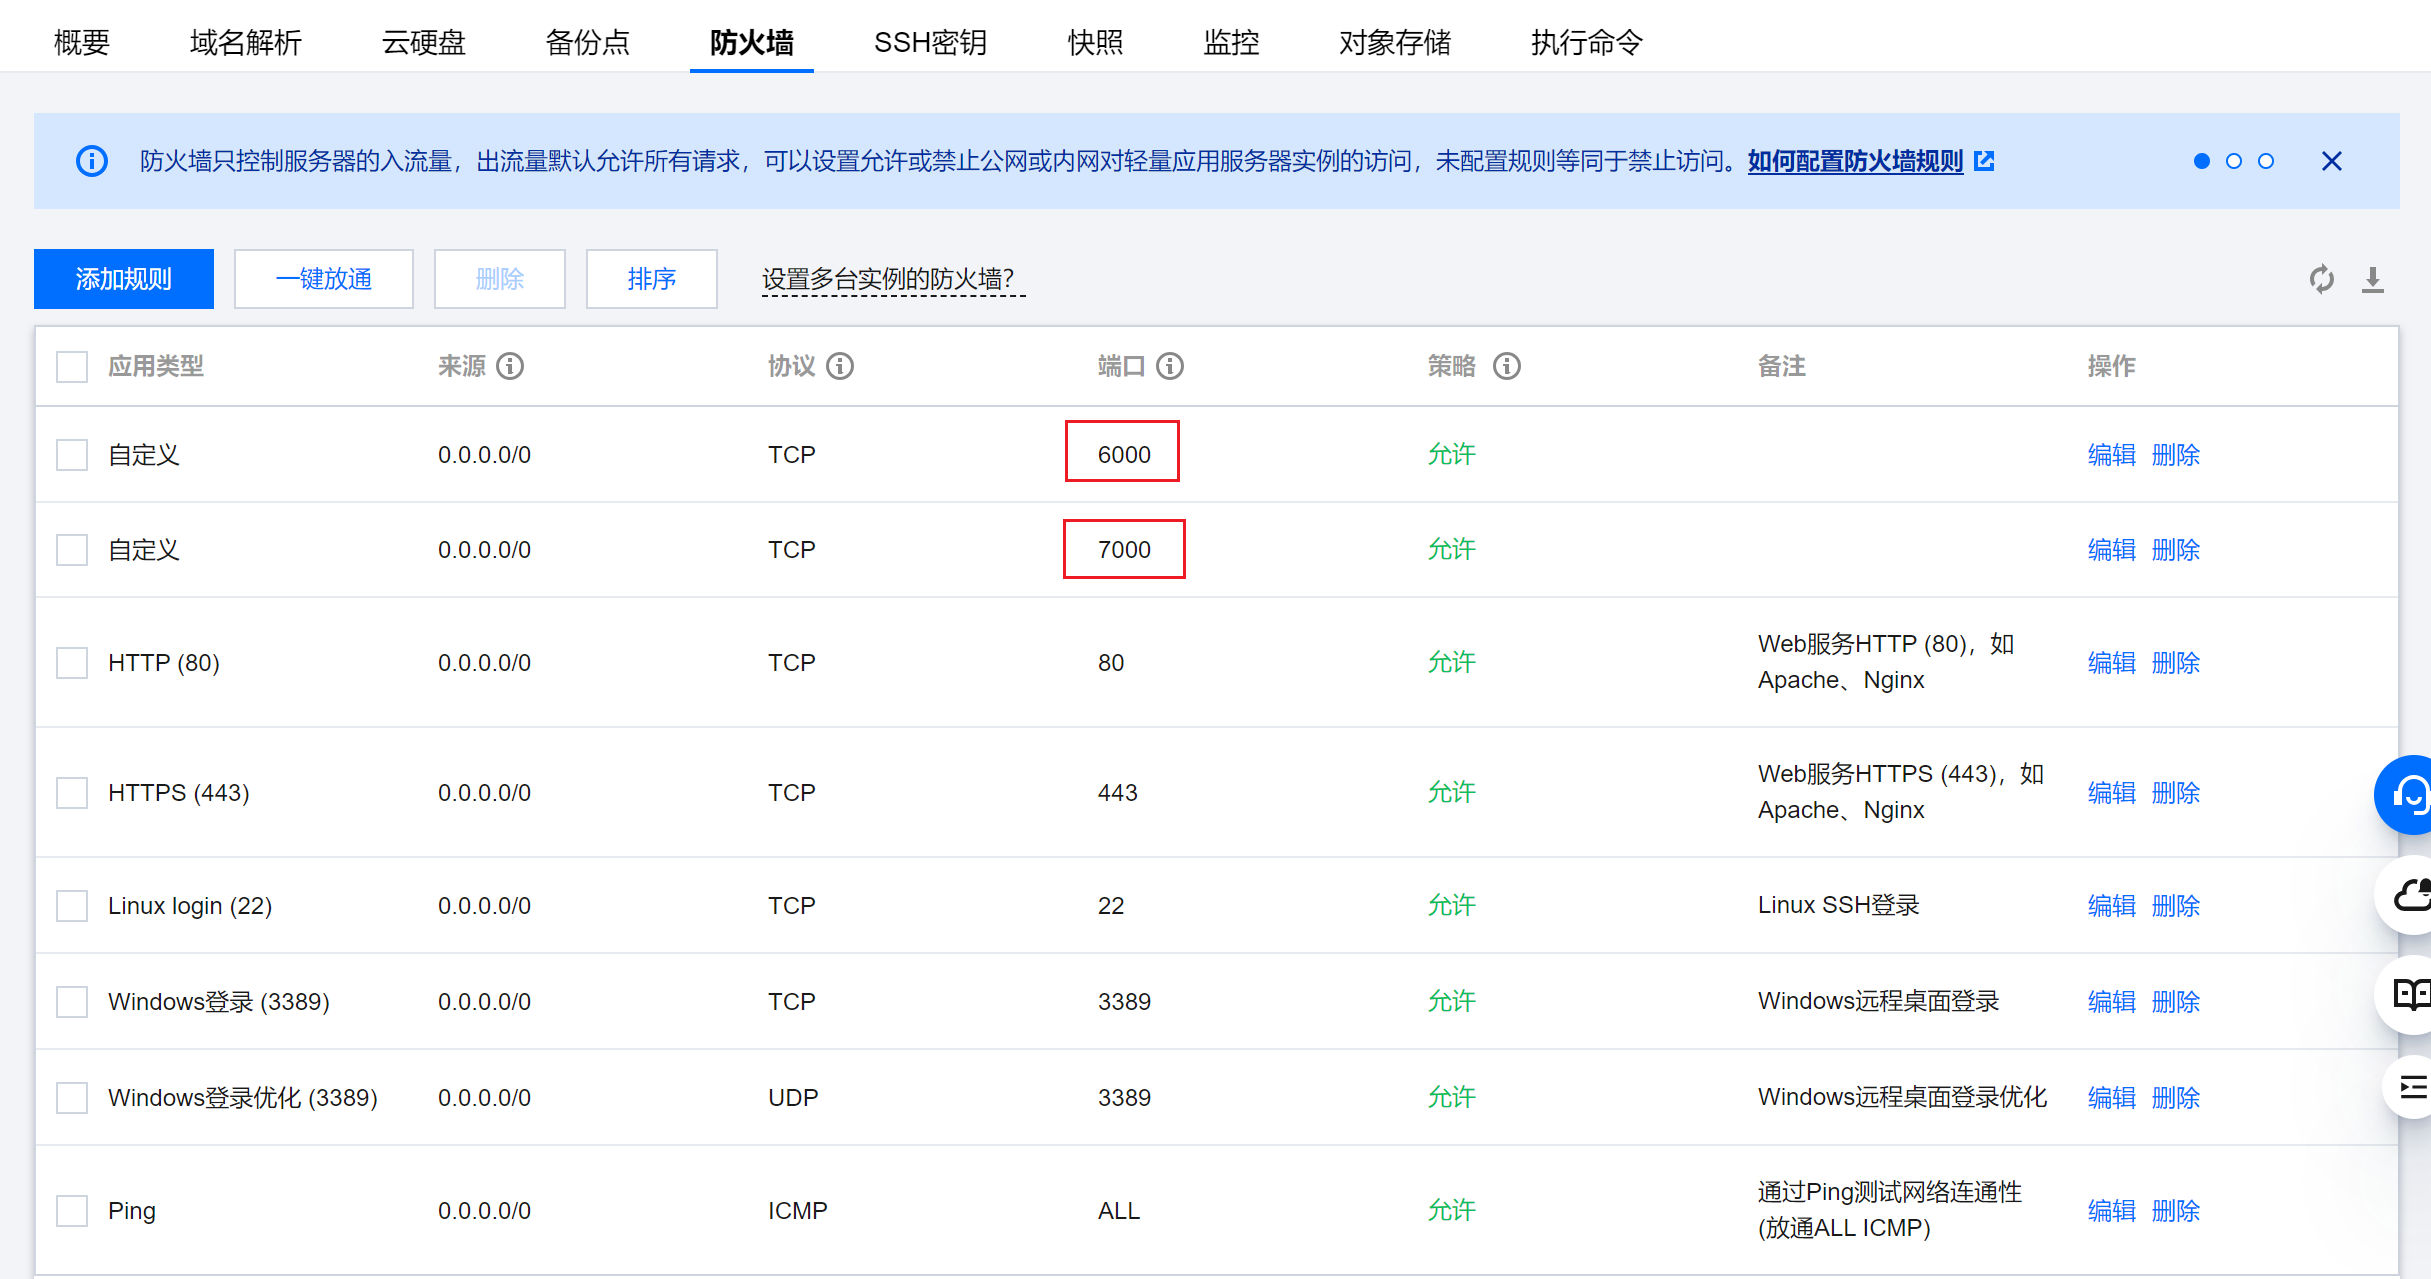 概要 域名解析 云硬盘 备份点 防火墙 SSH密钥 快照 监控 对象存储 执行命令
防火墙只控制服务器的入流量，出流量默认允许所有请求，可以设置允许或禁止公网或内网对轻量应用服务器实例的访问，未配置规则等同于禁止访问。如何配置防火墙规则
添加规则 一键放通 删除 排序 设置多台实例的防火墙？
应用类型 来源 协议 端口 策略 备注 操作
自定义 0.0.0.0/0 TCP 6000 允许 编辑 删除
自定义 0.0.0.0/0 TCP 7000 允许 编辑 删除
HTTP (80) 0.0.0.0/0 TCP 80 允许 Web服务HTTP (80)，如
Apache、Nginx 编辑 删除
HTTPS (443) 0.0.0.0/0 TCP 443 允许 Web服务HTTPS (443)，如
Apache、Nginx 编辑 删除
Linux login (22) 0.0.0.0/0 TCP 22 允许 Linux SSH登录 编辑 删除
Windows登录 (3389) 0.0.0.0/0 TCP 3389 允许 Windows远程桌面登录 编辑 删除
Windows登录优化 (3389) 0.0.0.0/0 UDP 3389 允许 Windows远程桌面登录优化 编辑 删除
Ping 0.0.0.0/0 ICMP ALL 允许 通过Ping测试网络连通性
(放通ALL ICMP) 编辑 删除